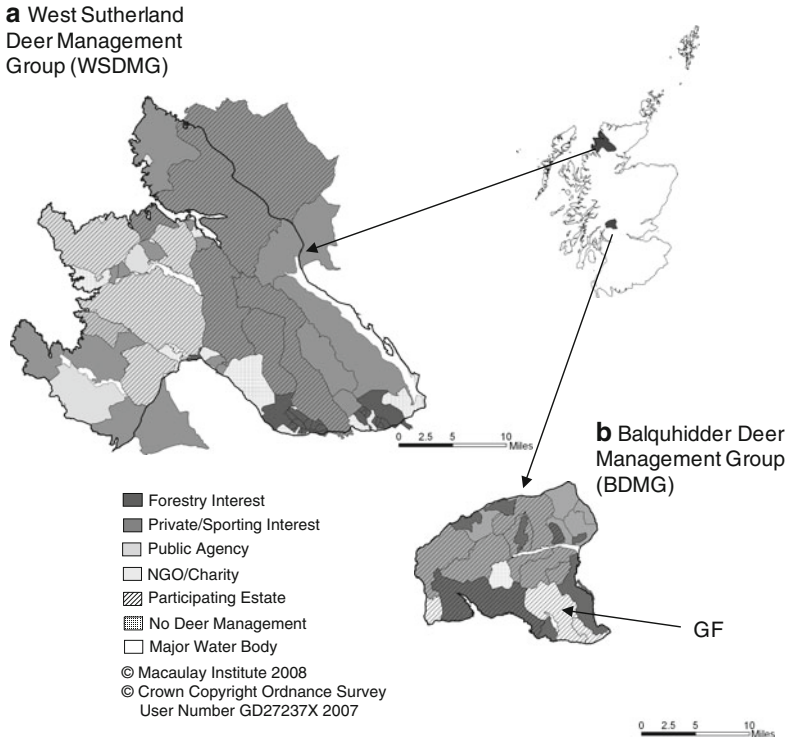 a West Sutherland
Deer Management
Group (WSDMG)
0 2.5 5 10
Miles
b Balquhidder Deer
Management Group
(BDMG)
Forestry Interest
Private/Sporting Interest
Public Agency
NGO/Charity
Participating Estate
No Deer Management
Major Water Body
© Macaulay Institute 2008
© Crown Copyright Ordnance Survey
User Number GD27237X 2007
GF
0 2.5 5 10
Miles